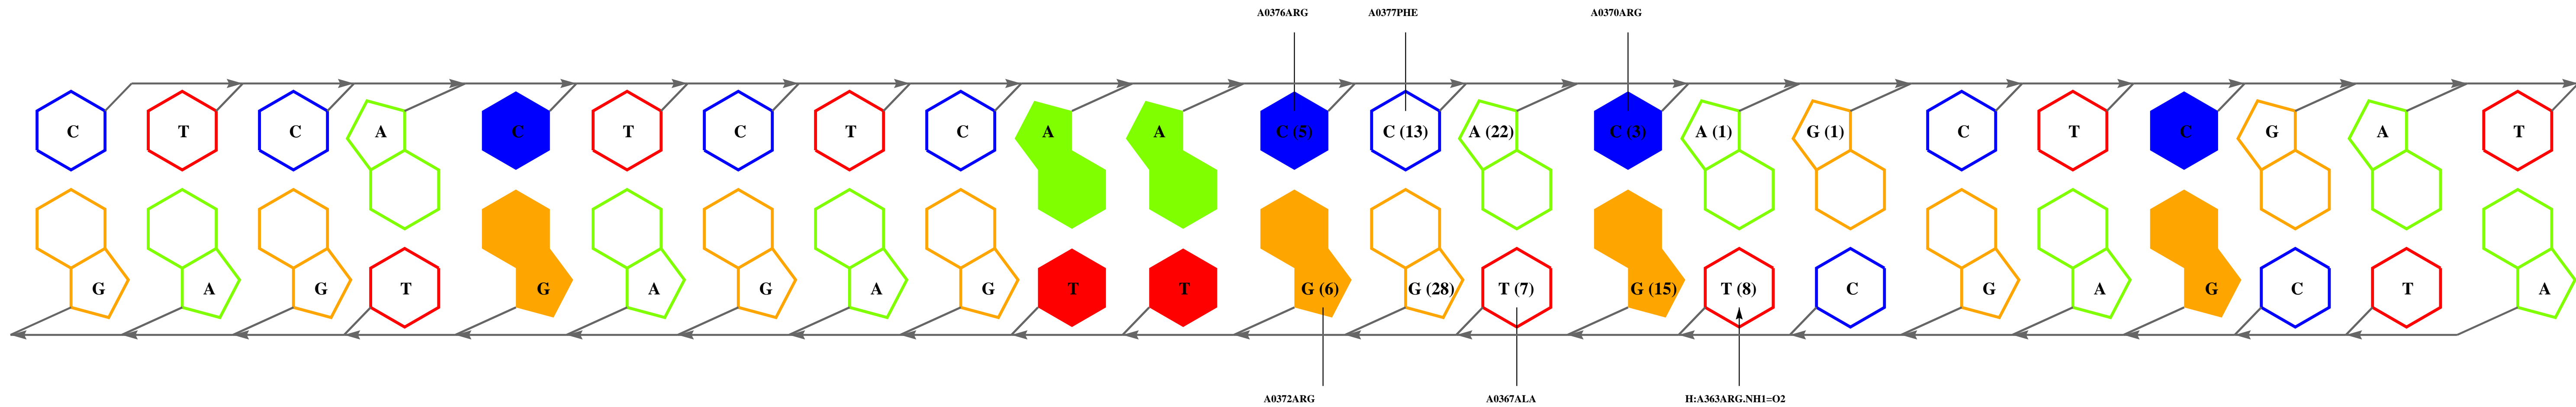 A0376ARG A0377PHE A0370ARG
C T C A C T C T C A A C (5) C (13) A (22) C (3) A (1) G (1) C T C G A T
G A G T G A G A G T T G (6) G (28) T (7) G (15) T (8) C G A G C T A
A0372ARG A0367ALA H:A363ARG.NH1=O2